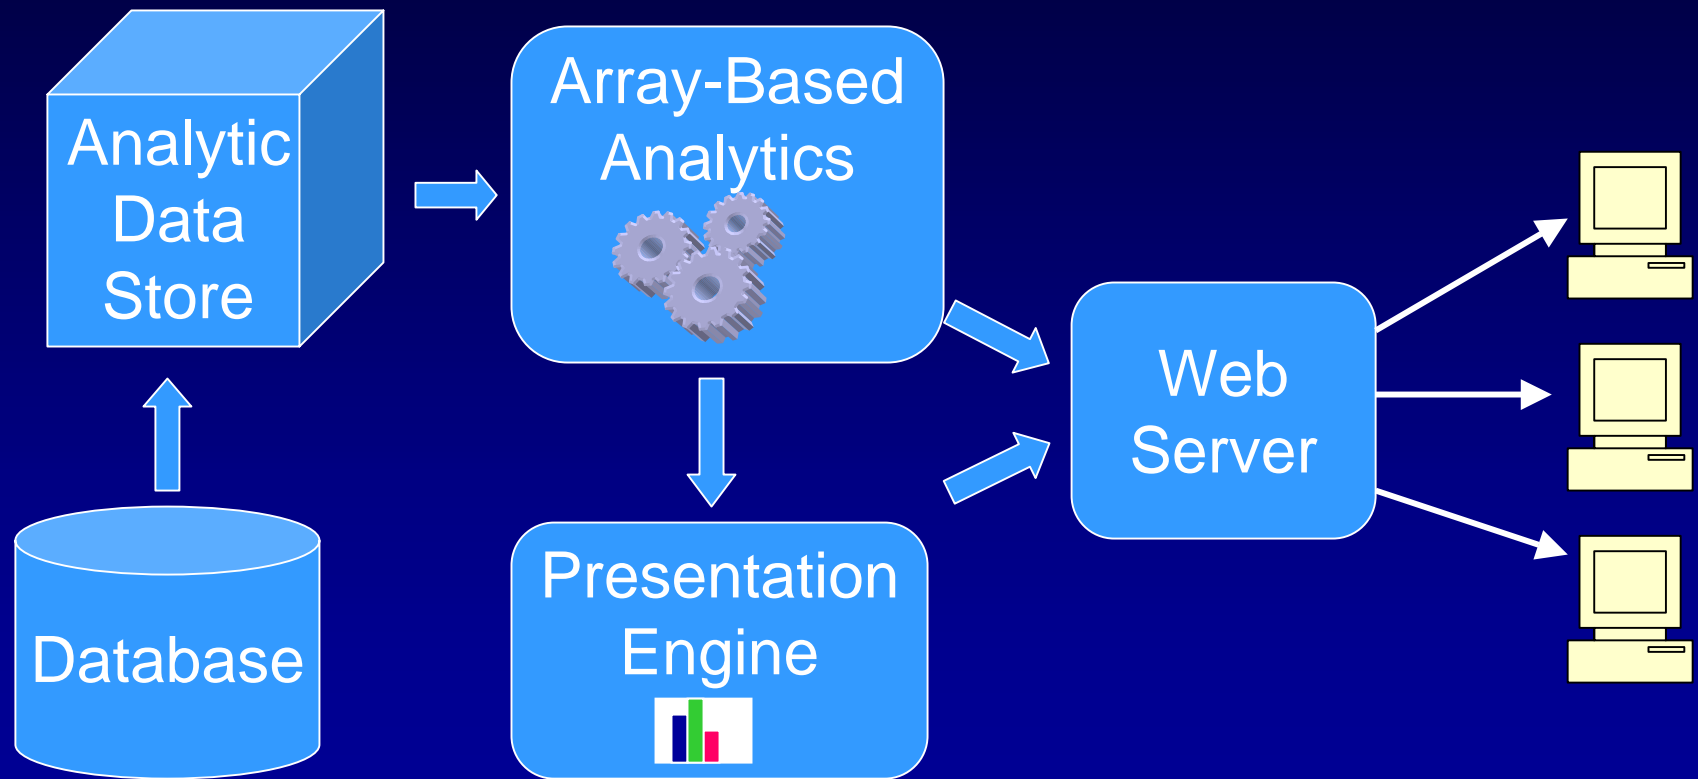 Analytic
Data
Store
Array-Based
Analytics
Web
Server
Database
Presentation
Engine